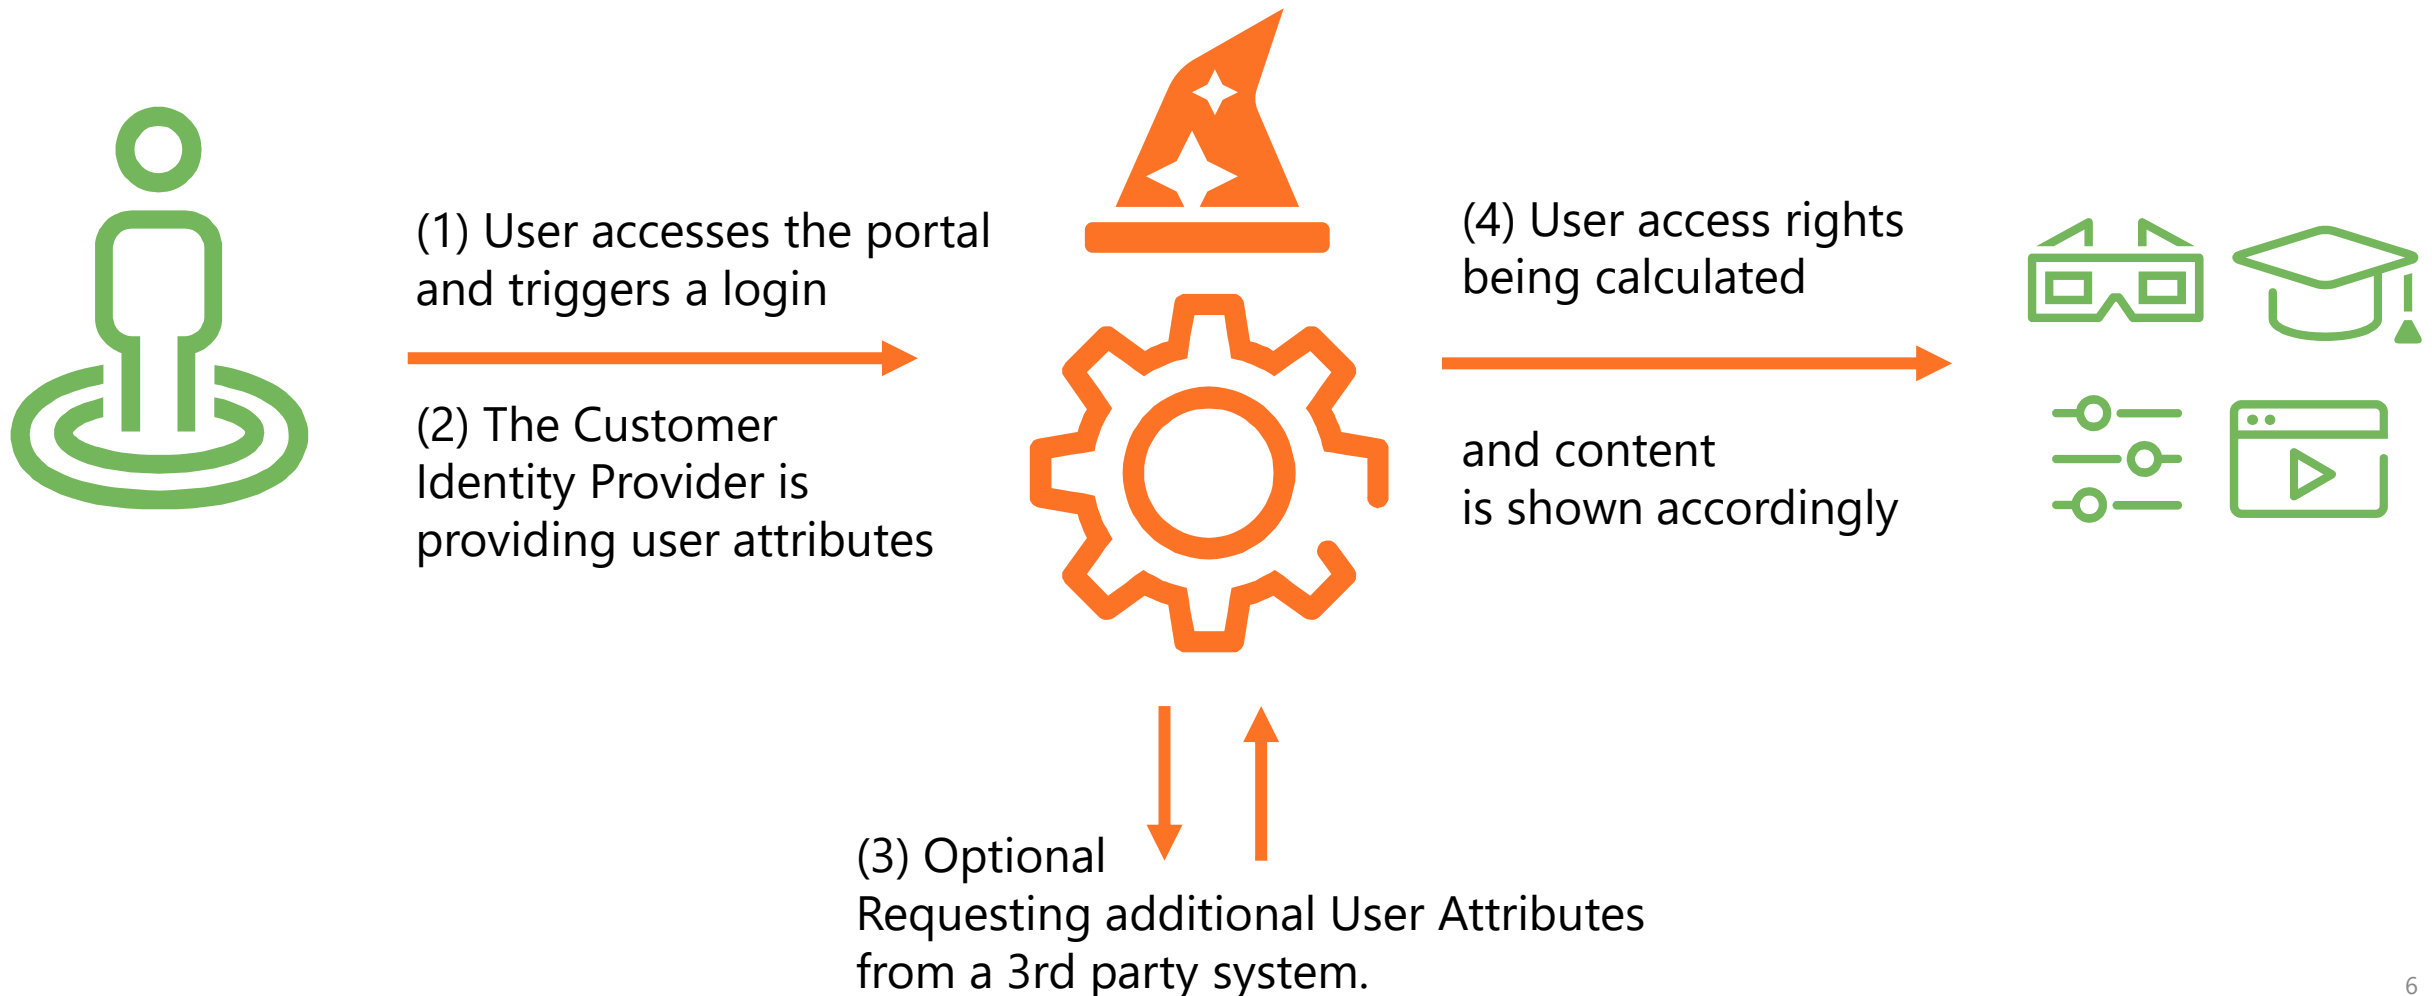 (1) User accesses the portal
and triggers a login
(2) The Customer
Identity Provider is
providing user attributes
(3) Optional
Requesting additional User Attributes
from a 3rd party system.
(4) User access rights
being calculated
and content
is shown accordingly
6